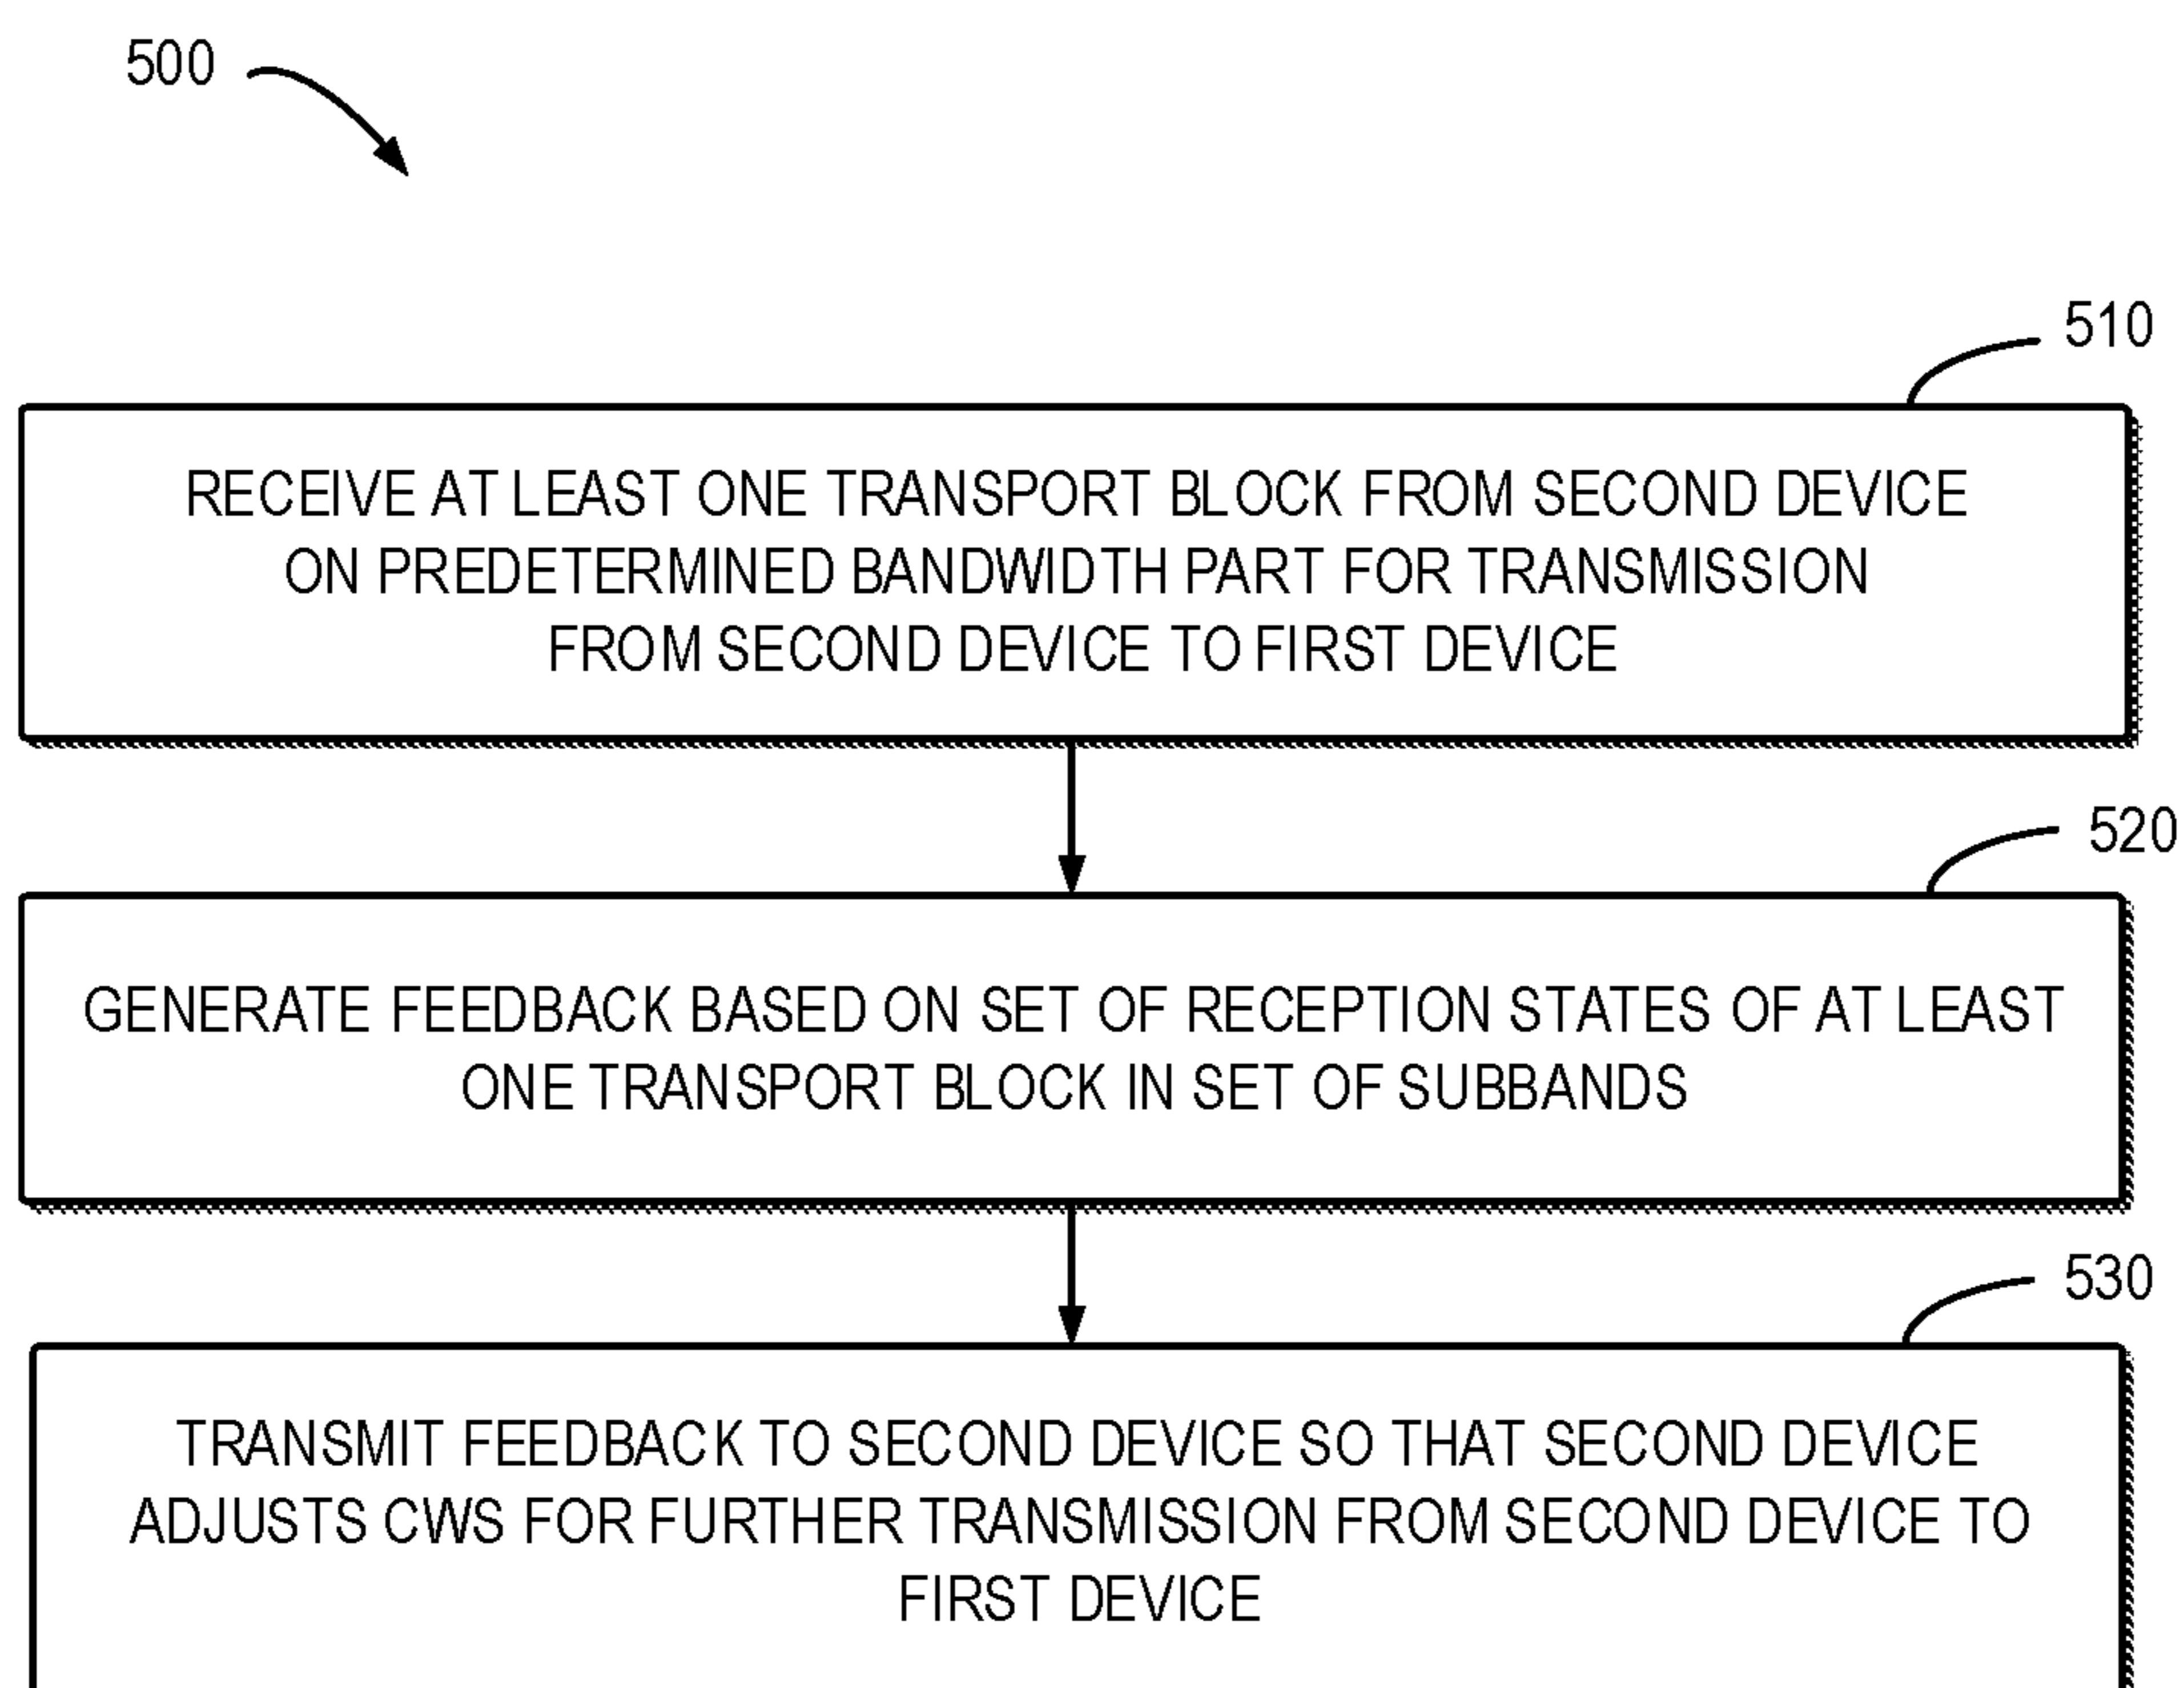 500
510
RECEIVE AT LEAST ONE TRANSPORT BLOCK FROM SECOND DEVICE
ON PREDETERMINED BANDWIDTH PART FOR TRANSMISSION
FROM SECOND DEVICE TO FIRST DEVICE
520
GENERATE FEEDBACK BASED ON SET OF RECEPTION STATES OF AT LEAST
ONE TRANSPORT BLOCK IN SET OF SUBBANDS
530
TRANSMIT FEEDBACK TO SECOND DEVICE SO THAT SECOND DEVICE
ADJUSTS CWS FOR FURTHER TRANSMISSION FROM SECOND DEVICE TO
FIRST DEVICE